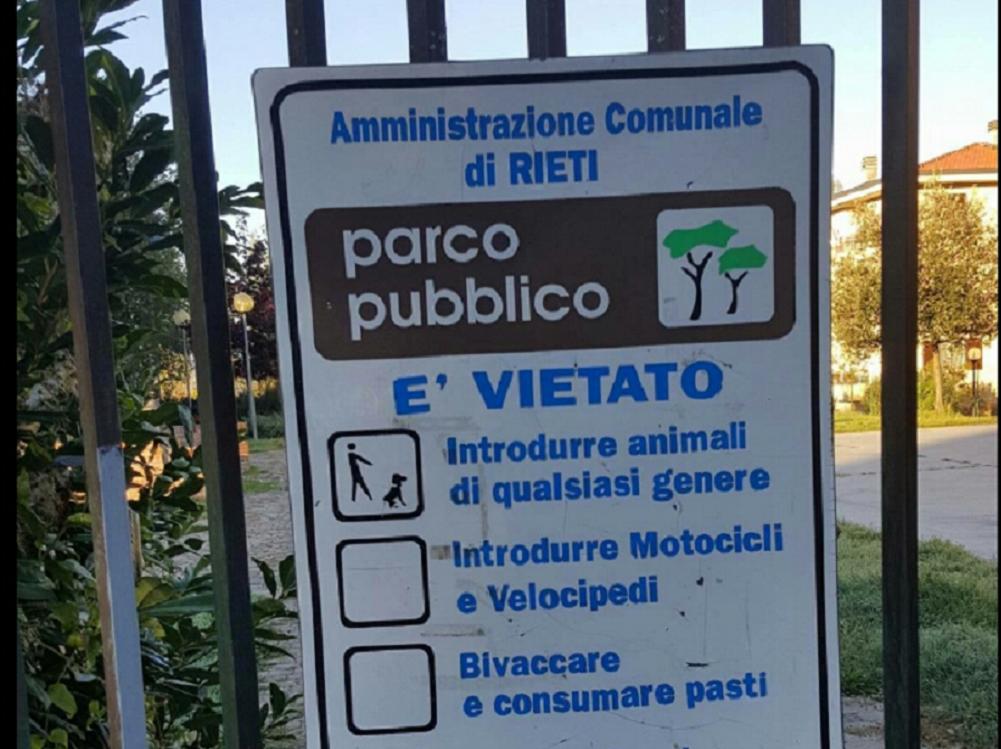 Amministrazione Comunale
di RIETI
parco
pubblico
E' VIETATO
Introdurre animali
di qualsiasi genere
Introdurre Motocicli
e Velocipedi
Bivaccare
e consumare pasti